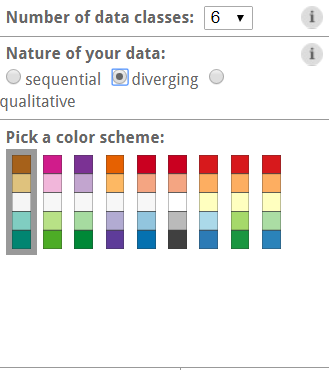 Number of data classes: 6 i
Nature of your data: i
sequential diverging
qualitative
Pick a color scheme: